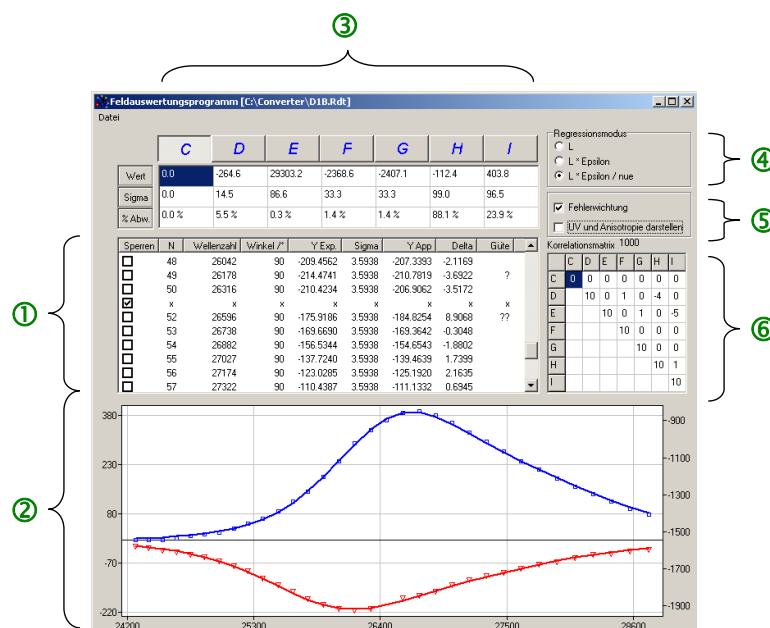 ③
Feldauswertungsprogramm [C:\Converter\D1B.Rdt]
Datei
C D E F G H I
Wert 0.0 -264.6 29303.2 -2368.6 -2407.1 -112.4 403.8
Sigma 0.0 14.5 86.6 33.3 33.3 99.0 96.5
% Abw. 0.0 % 5.5 % 0.3 % 1.4 % 1.4 % 88.1 % 23.9 %
Regressionsmodus
L
L * Epsilon
L * Epsilon / nue
④
Fehlerwichtung
UV und Anisotropie darstellen
⑤
Sperren N Wellenzahl Winkel /° Y Exp. Sigma Y App Delta Güte
48 26042 90 -209.4562 3.5938 -207.3393 -2.1169
49 26178 90 -214.4741 3.5938 -210.7819 -3.6922 ?
50 26316 90 -210.4234 3.5938 -206.9062 -3.5172
x x x x x x x x
52 26596 90 -175.9186 3.5938 -184.8254 8.9068 ??
53 26738 90 -169.6690 3.5938 -169.3642 -0.3048
54 26882 90 -156.5344 3.5938 -154.6543 -1.8802
55 27027 90 -137.7240 3.5938 -139.4639 1.7399
56 27174 90 -123.0285 3.5938 -125.1920 2.1635
57 27322 90 -110.4387 3.5938 -111.1332 0.6945
①
Korrelationsmatrix 1000
C D E F G H I
C 0 0 0 0 0 0 0
D 10 0 1 0 -4 0
E 10 0 1 0 -5
F 10 0 0 0
G 10 0 0
H 10 1
I 10
⑥
②
380
230
80
-70
-220
-900
-1100
-1300
-1500
-1700
-1900
24200 25300 26400 27500 28600